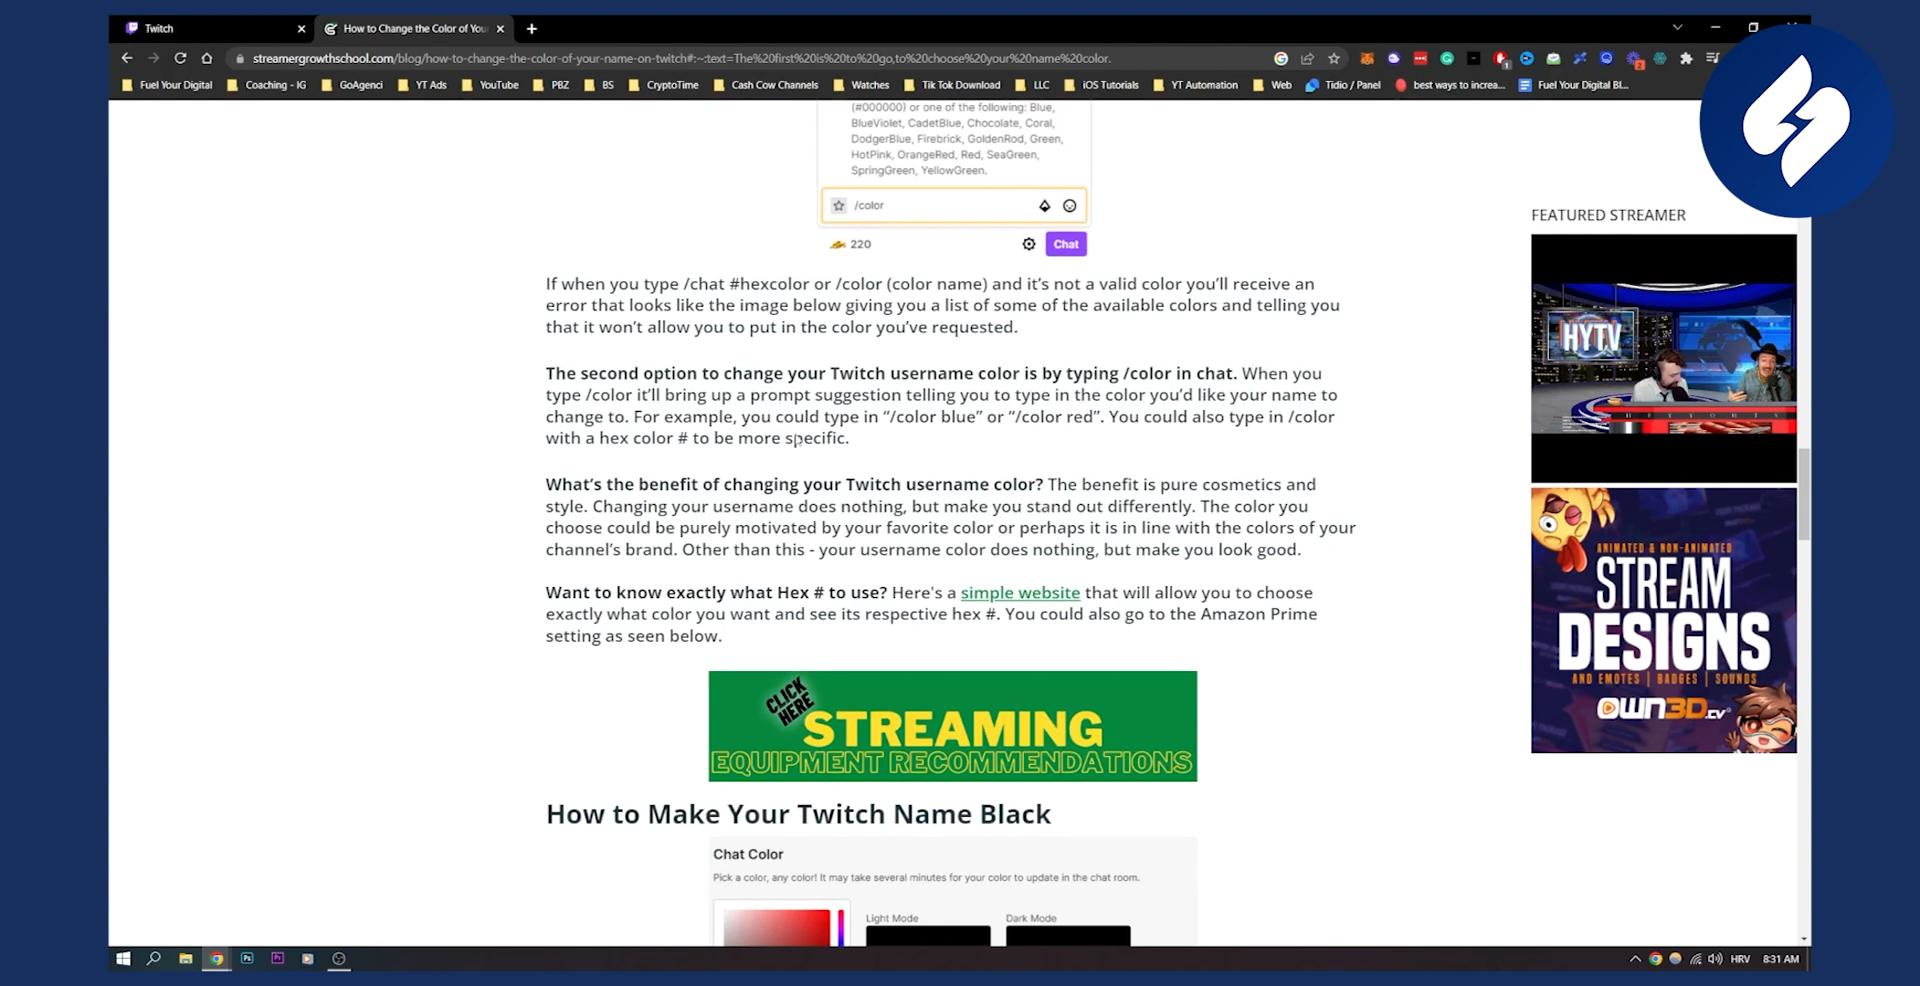 Twitch
How to Change the Color of You
streamergrowthschool.com/blog/how-to-change-the-color-of-your-name-on-twitch#:~:text=The%20first%20is%20to%20go,to%20choose%20your%20name%20color.
Fuel Your Digital
Coaching - IG
GoAgenci
YT Ads
YouTube
PBZ
BS
CryptoTime
Cash Cow Channels
Watches
Tik Tok Download
LLC
iOS Tutorials
YT Automation
Web
Tidio / Panel
best ways to increa...
Fuel Your Digital Bl...
(#000000) or one of the following: Blue,
BlueViolet, CadetBlue, Chocolate, Coral,
DodgerBlue, Firebrick, GoldenRod, Green,
HotPink, OrangeRed, Red, SeaGreen,
SpringGreen, YellowGreen.
/color
220
Chat
If when you type /chat #hexcolor or /color (color name) and it's not a valid color you'll receive an
error that looks like the image below giving you a list of some of the available colors and telling you
that it won't allow you to put in the color you've requested.
The second option to change your Twitch username color is by typing /color in chat. When you
type /color it'll bring up a prompt suggestion telling you to type in the color you'd like your name to
change to. For example, you could type in “/color blue” or “/color red”. You could also type in /color
with a hex color # to be more specific.
What's the benefit of changing your Twitch username color? The benefit is pure cosmetics and
style. Changing your username does nothing, but make you stand out differently. The color you
choose could be purely motivated by your favorite color or perhaps it is in line with the colors of your
channel's brand. Other than this - your username color does nothing, but make you look good.
Want to know exactly what Hex # to use? Here's a simple website that will allow you to choose
exactly what color you want and see its respective hex #. You could also go to the Amazon Prime
setting as seen below.
CLICK
HERE
STREAMING
EQUIPMENT RECOMMENDATIONS
How to Make Your Twitch Name Black
Chat Color
Pick a color, any color! It may take several minutes for your color to update in the chat room.
Light Mode
Dark Mode
FEATURED STREAMER
HYTV
ANIMATED & NON-ANIMATED
STREAM
DESIGNS
AND EMOTES | BADGES | SOUNDS
OWN3D.TV
Ps
Pr
HRV
8:31 AM